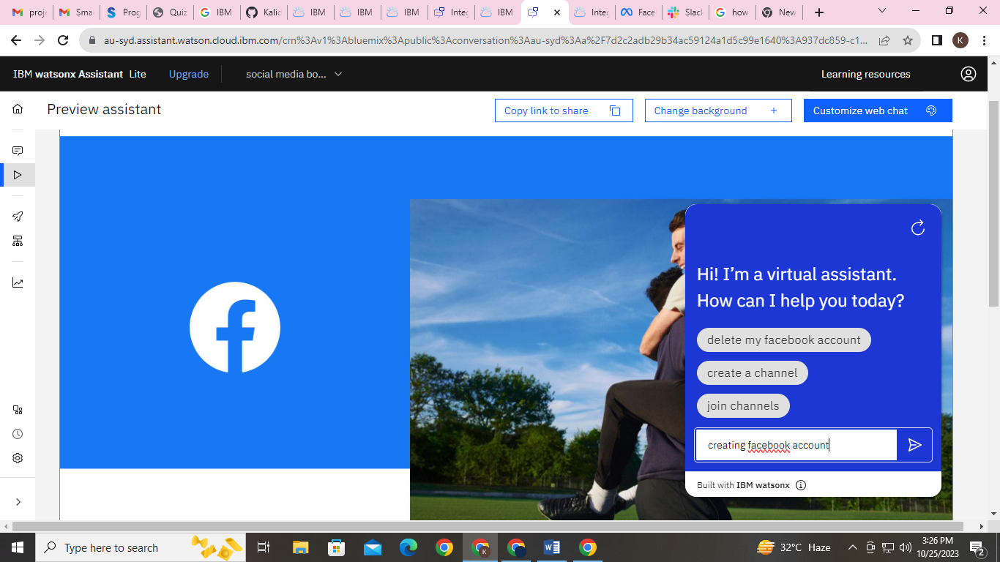 proje
Sma
Prog
Quiz
IBM
Kalid
IBM
IBM
IBM
Integ
IBM
Integ
Face
Slack
how
New
au-syd.assistant.watson.cloud.ibm.com/crn%3Av1%3Abluemix%3Apublic%3Aconversation%3Aau-syd%3Aa%2F7d2c2adb29b34ac59124a1d5c99e1640%3A937dc859-c1...
K
IBM watsonx Assistant Lite
Upgrade
social media bo...
Learning resources
Preview assistant
Copy link to share
Change background
Customize web chat
Hi! I'm a virtual assistant.
How can I help you today?
delete my facebook account
create a channel
join channels
creating facebook account
Built with IBM watsonx
Type here to search
K
32°C Haze
3:26 PM
10/25/2023
2